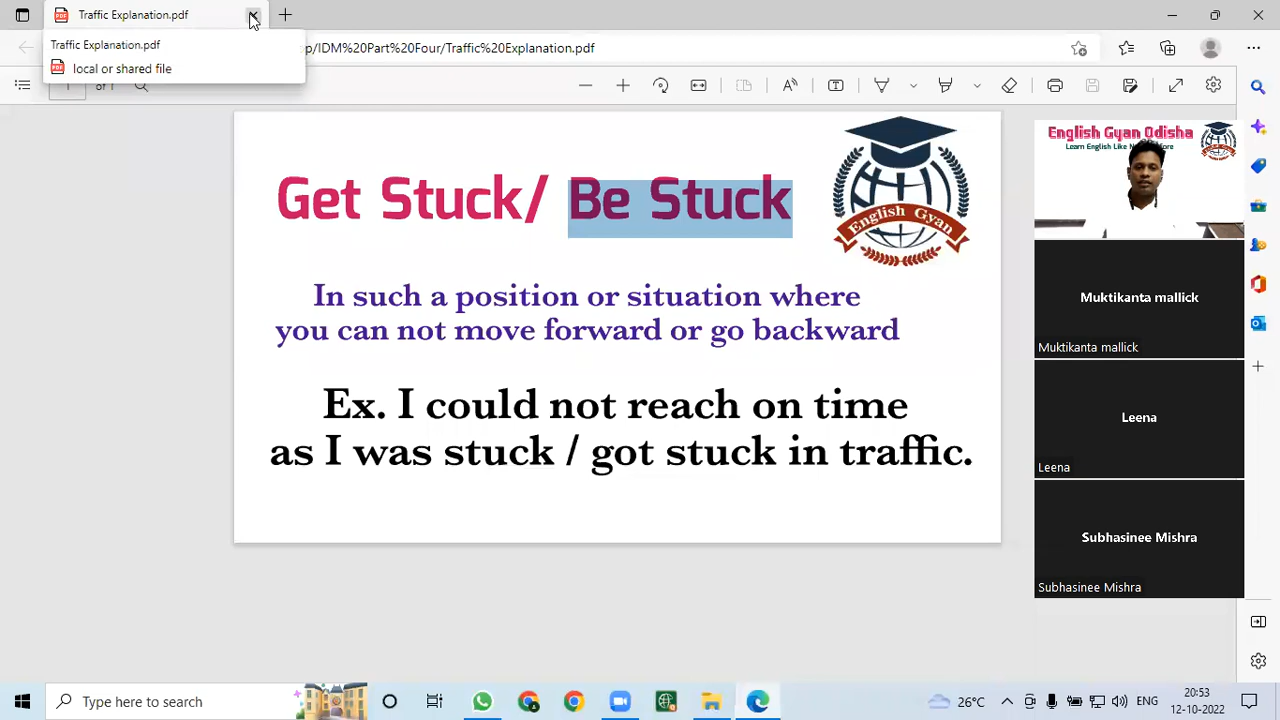 Traffic Explanation.pdf
Traffic Explanation.pdf
local or shared file
p/IDM%20Part%20Four/Traffic%20Explanation.pdf
1
of 1
English Gyan Odisha
Get Stuck/ Be Stuck
English Gyan
In such a position or situation where
you can not move forward or go backward
Ex. I could not reach on time
as I was stuck / got stuck in traffic.
Muktikanta mallick
Muktikanta mallick
Leena
Leena
Subhasinee Mishra
Subhasinee Mishra
Type here to search
26°C
ENG
20:53
12-10-2022